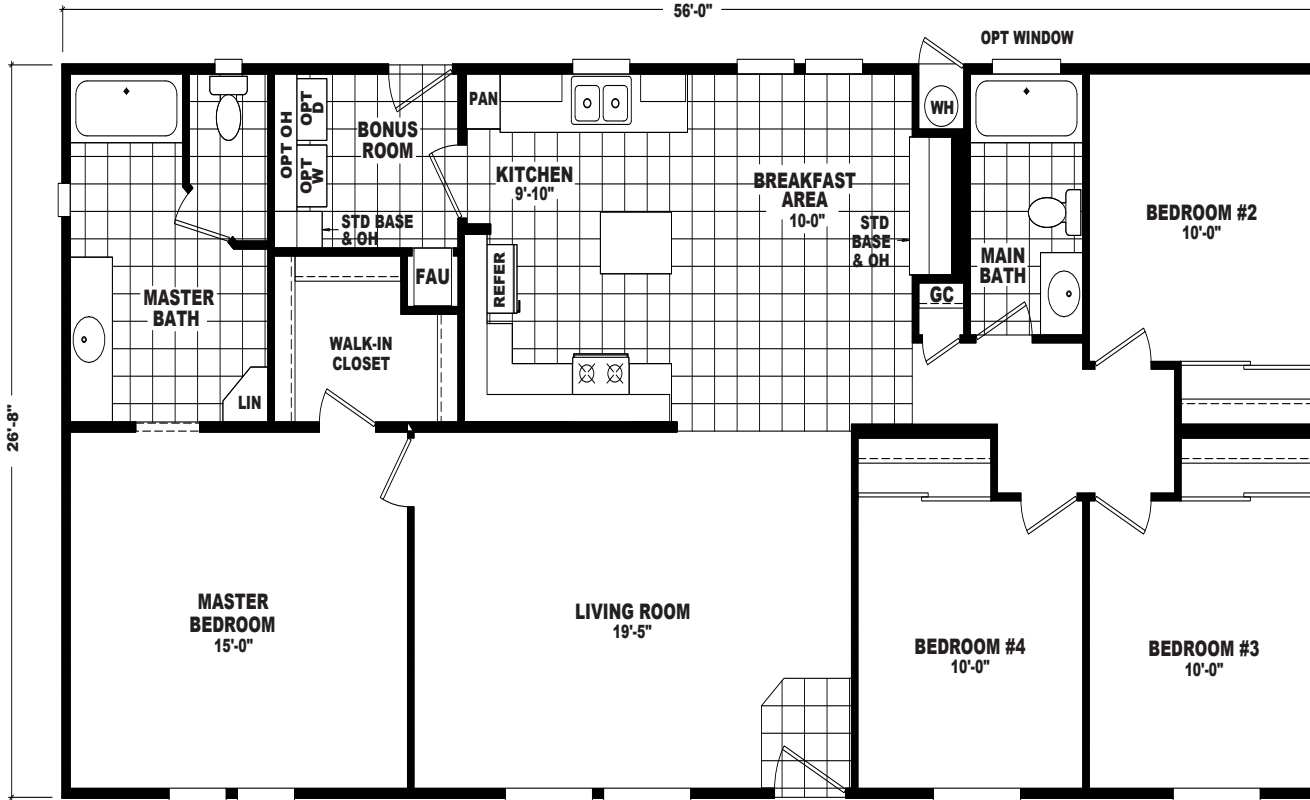 56'-0"
OPT WINDOW
26'-8"
OPT OH
OPT
D
OPT
W
BONUS
ROOM
STD BASE
& OH
PAN
KITCHEN
9'-10"
BREAKFAST
AREA
10-0"
STD
BASE
& OH
WH
BEDROOM #2
10'-0"
MAIN
BATH
GC
MASTER
BATH
FAU
REFER
WALK-IN
CLOSET
LIN
MASTER
BEDROOM
15'-0"
LIVING ROOM
19'-5"
BEDROOM #4
10'-0"
BEDROOM #3
10'-0"